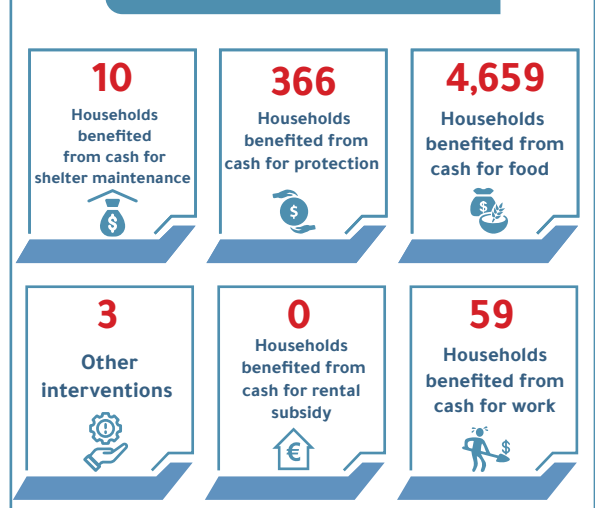 10
Households
benefited
from cash for
shelter maintenance
$
366
Households
benefited from
cash for protection
$
4,659
Households
benefited from
cash for food
$
3
Other
interventions
0
Households
benefited from
cash for rental
subsidy
€
59
Households
benefited from
cash for work
$